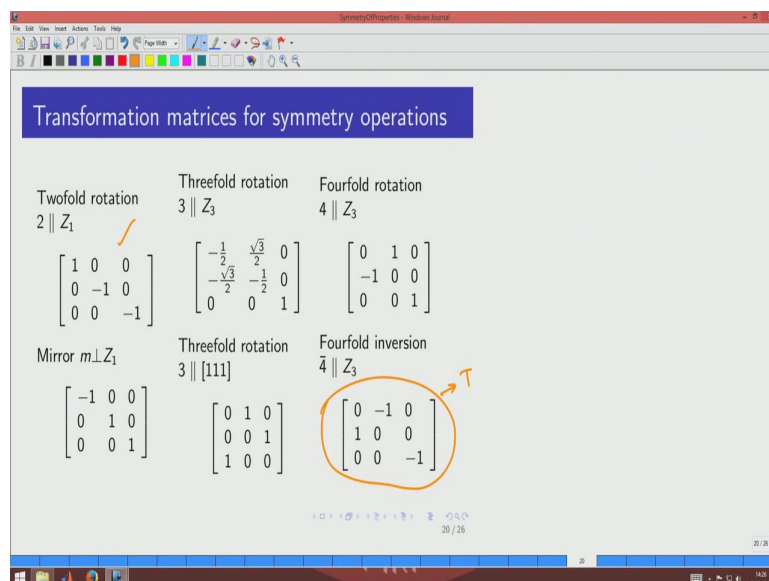 SymmetryOfProperties - Windows Journal
File Edit View Insert Actions Tools Help
Page Width
B I
Transformation matrices for symmetry operations
Twofold rotation
2 ∥ Z₁
[ 1 0 0 ]
[ 0 −1 0 ]
[ 0 0 −1 ]
Threefold rotation
3 ∥ Z₃
[ −1/2 √3/2 0 ]
[ −√3/2 −1/2 0 ]
[ 0 0 1 ]
Fourfold rotation
4 ∥ Z₃
[ 0 1 0 ]
[ −1 0 0 ]
[ 0 0 1 ]
Mirror m⊥Z₁
[ −1 0 0 ]
[ 0 1 0 ]
[ 0 0 1 ]
Threefold rotation
3 ∥ [111]
[ 0 1 0 ]
[ 0 0 1 ]
[ 1 0 0 ]
Fourfold inversion
4̄ ∥ Z₃
[ 0 −1 0 ]
[ 1 0 0 ]
[ 0 0 −1 ]
T
20 / 26
20 / 26
20
14:26